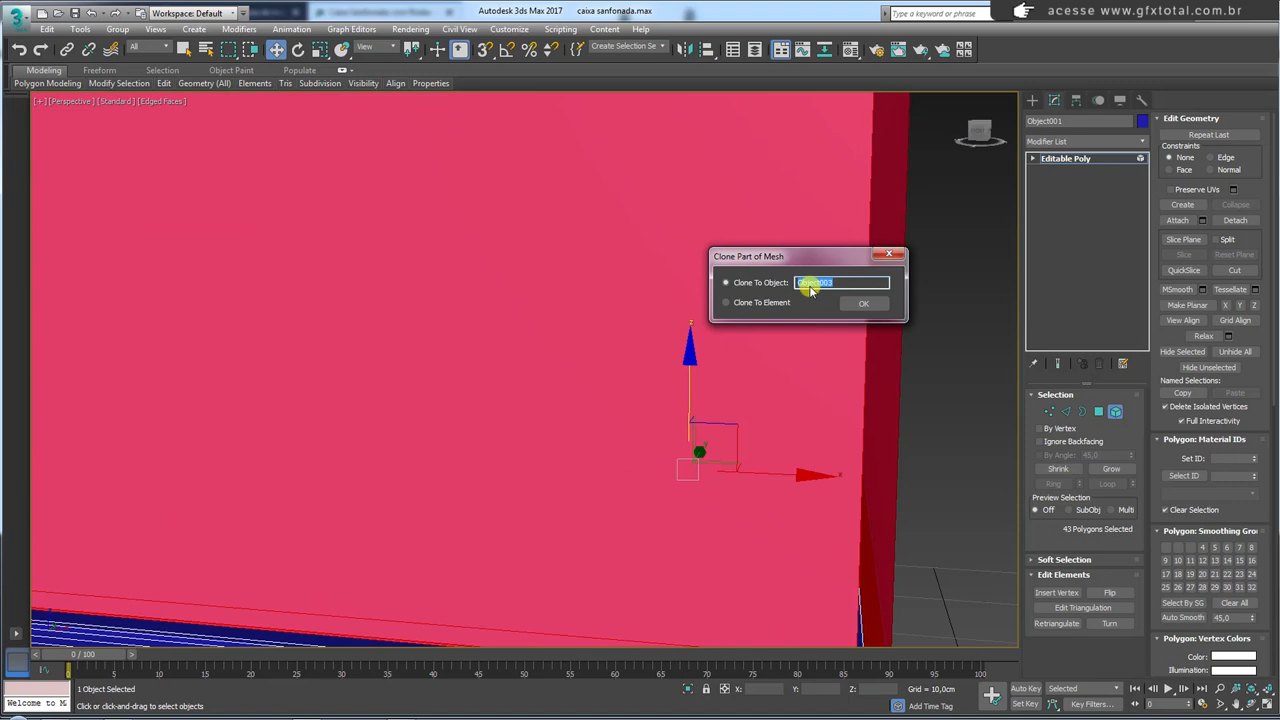 Workspace: Default
Autodesk 3ds Max 2017
caixa sanfonada.max
Type a keyword or phrase
acesse www.gfxtotal.com.br
Edit Tools Group Views Create Modifiers Animation Graph Editors Rendering Civil View Customize Scripting Content Help
All
View
Create Selection Se
Modeling Freeform Selection Object Paint Populate
Polygon Modeling Modify Selection Edit Geometry (All) Elements Tris Subdivision Visibility Align Properties
[+] [Perspective] [Standard] [Edged Faces]
Clone Part of Mesh
Clone To Object: Object003
Clone To Element
OK
z
y
x
Object001
Modifier List
Editable Poly
Selection
By Vertex
Ignore Backfacing
By Angle: 45,0
Shrink Grow
Ring Loop
Preview Selection
Off SubObj Multi
43 Polygons Selected
Soft Selection
Edit Elements
Insert Vertex Flip
Edit Triangulation
Retriangulate Turn
Edit Geometry
Repeat Last
Constraints
None Edge
Face Normal
Preserve UVs
Create Collapse
Attach Detach
Slice Plane Split
Slice Reset Plane
QuickSlice Cut
MSmooth Tessellate
Make Planar X Y Z
View Align Grid Align
Relax
Hide Selected Unhide All
Hide Unselected
Named Selections:
Copy Paste
Delete Isolated Vertices
Full Interactivity
Polygon: Material IDs
Set ID:
Select ID
Clear Selection
Polygon: Smoothing Grou
4 5 6 7 8
9 10 11 12 13 14 15 16
17 18 19 20 21 22 23 24
25 26 27 28 29 30 31 32
Select By SG Clear All
Auto Smooth 45,0
Polygon: Vertex Colors
Color:
Illumination:
0 / 100
5 10 15 20 25 30 35 40 45 50 55 60 65 70 75 80 85 90 95 100
1 Object Selected
Click or click-and-drag to select objects
Welcome to M
X: Y: Z: Grid = 10,0cm
Add Time Tag
Auto Key Selected
Set Key Key Filters...
0